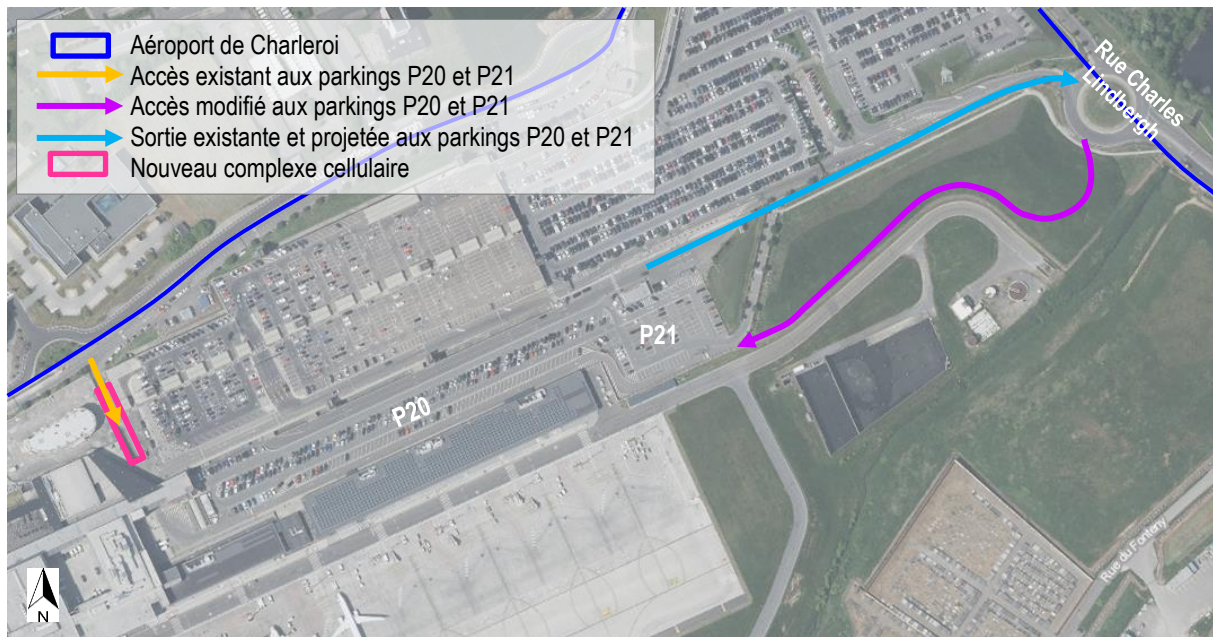 Aéroport de Charleroi
Accès existant aux parkings P20 et P21
Accès modifié aux parkings P20 et P21
Sortie existante et projetée aux parkings P20 et P21
Nouveau complexe cellulaire
Rue Charles
Lindbergh
P21
P20
Rue du Fonteny
N